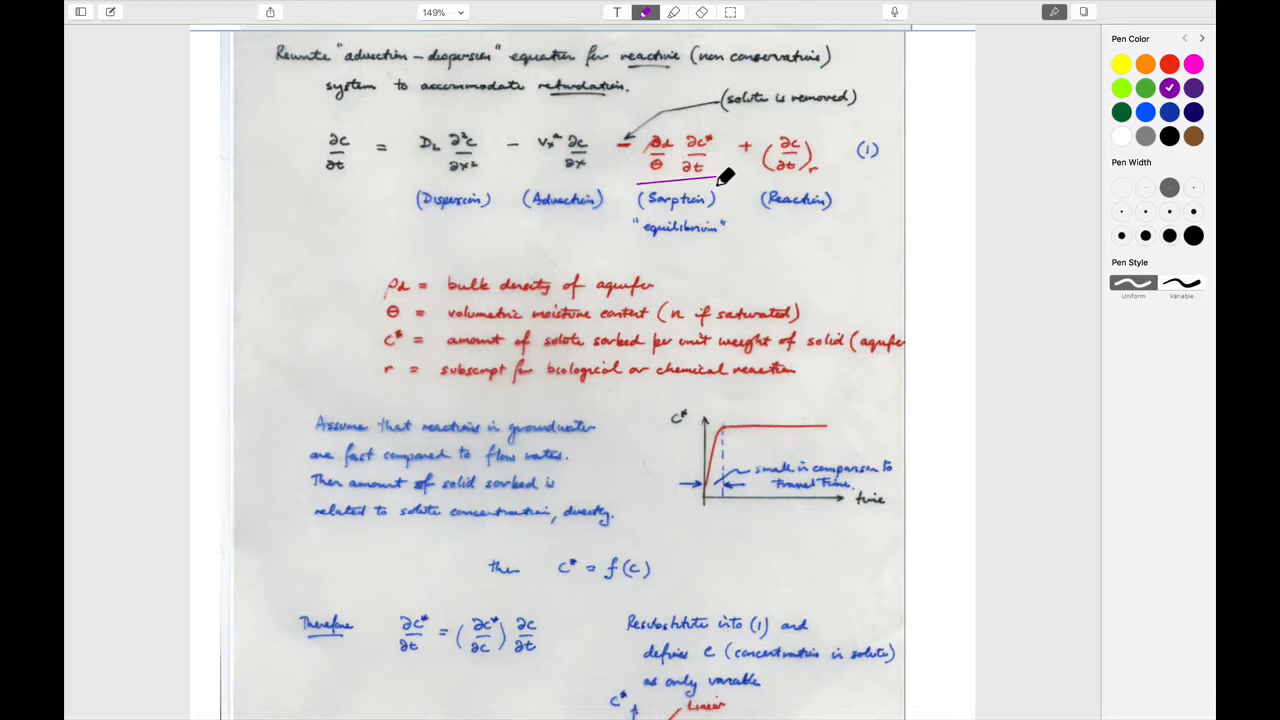 149%
T
Pen Color
Pen Width
Pen Style
Uniform
Variable
Rewrite "advection - dispersion" equation for reactive (non conservative)
system to accommodate retardation.
(solute is removed)
∂c/∂t = D_L ∂²c/∂x² - V_x ∂c/∂x - ρd/θ ∂c*/∂t + (∂c/∂t)_r (1)
(Dispersion) (Advection) (Sorption) (Reaction)
"equilibrium"
ρd = bulk density of aquifer
θ = volumetric moisture content (n if saturated)
c* = amount of solute sorbed per unit weight of solid (aquifer
r = subscript for biological or chemical reaction
Assume that reactions in groundwater
are fast compared to flow rates.
Then amount of solid sorbed is
related to solute concentration, directly.
c*
small in comparison to
travel time.
time
then c* = f(c)
Therefore ∂c*/∂t = (∂c*/∂c) ∂c/∂t
Resubstitute into (1) and
defines c (concentration in solute)
as only variable
c*
Linear